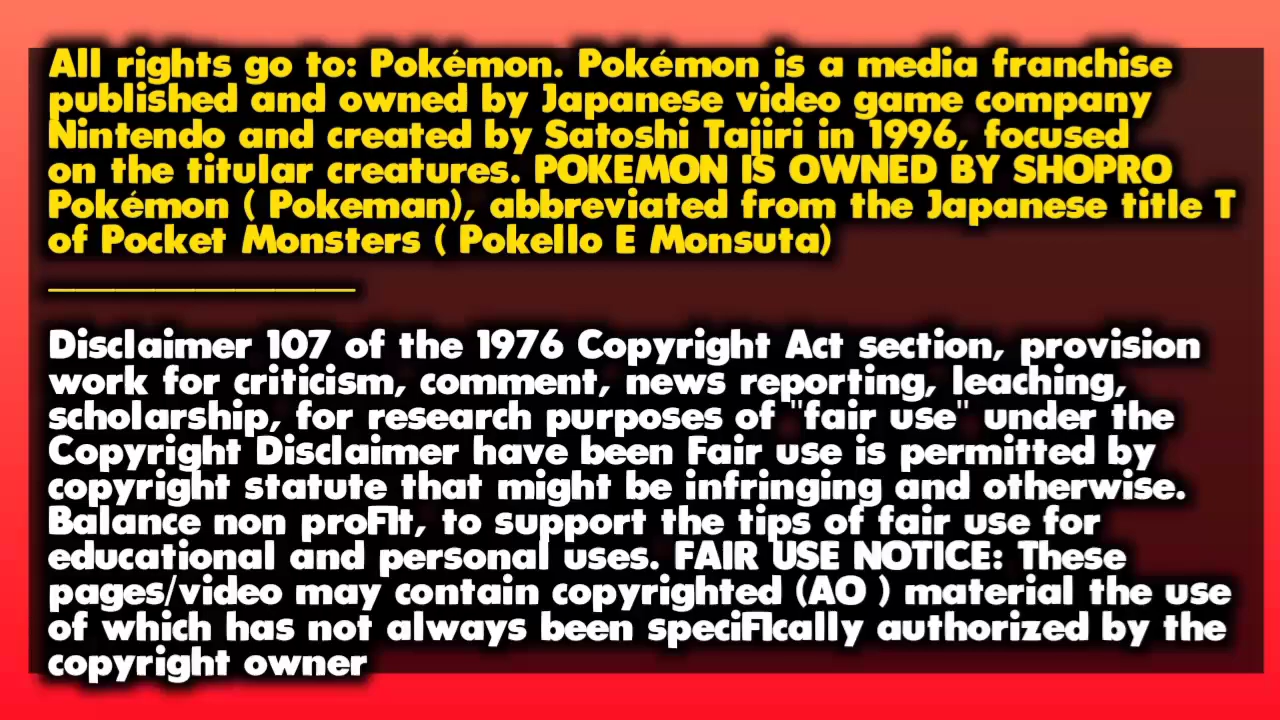 All rights go to: Pokémon. Pokémon is a media franchise
published and owned by Japanese video game company
Nintendo and created by Satoshi Tajiri in 1996, focused
on the titular creatures. POKEMON IS OWNED BY SHOPRO
Pokémon ( Pokeman), abbreviated from the Japanese title T
of Pocket Monsters ( Pokello E Monsuta)
_________________
Disclaimer 107 of the 1976 Copyright Act section, provision
work for criticism, comment, news reporting, leaching,
scholarship, for research purposes of "fair use" under the
Copyright Disclaimer have been Fair use is permitted by
copyright statute that might be infringing and otherwise.
Balance non proFIt, to support the tips of fair use for
educational and personal uses. FAIR USE NOTICE: These
pages/video may contain copyrighted (AO ) material the use
of which has not always been speciFIcally authorized by the
copyright owner